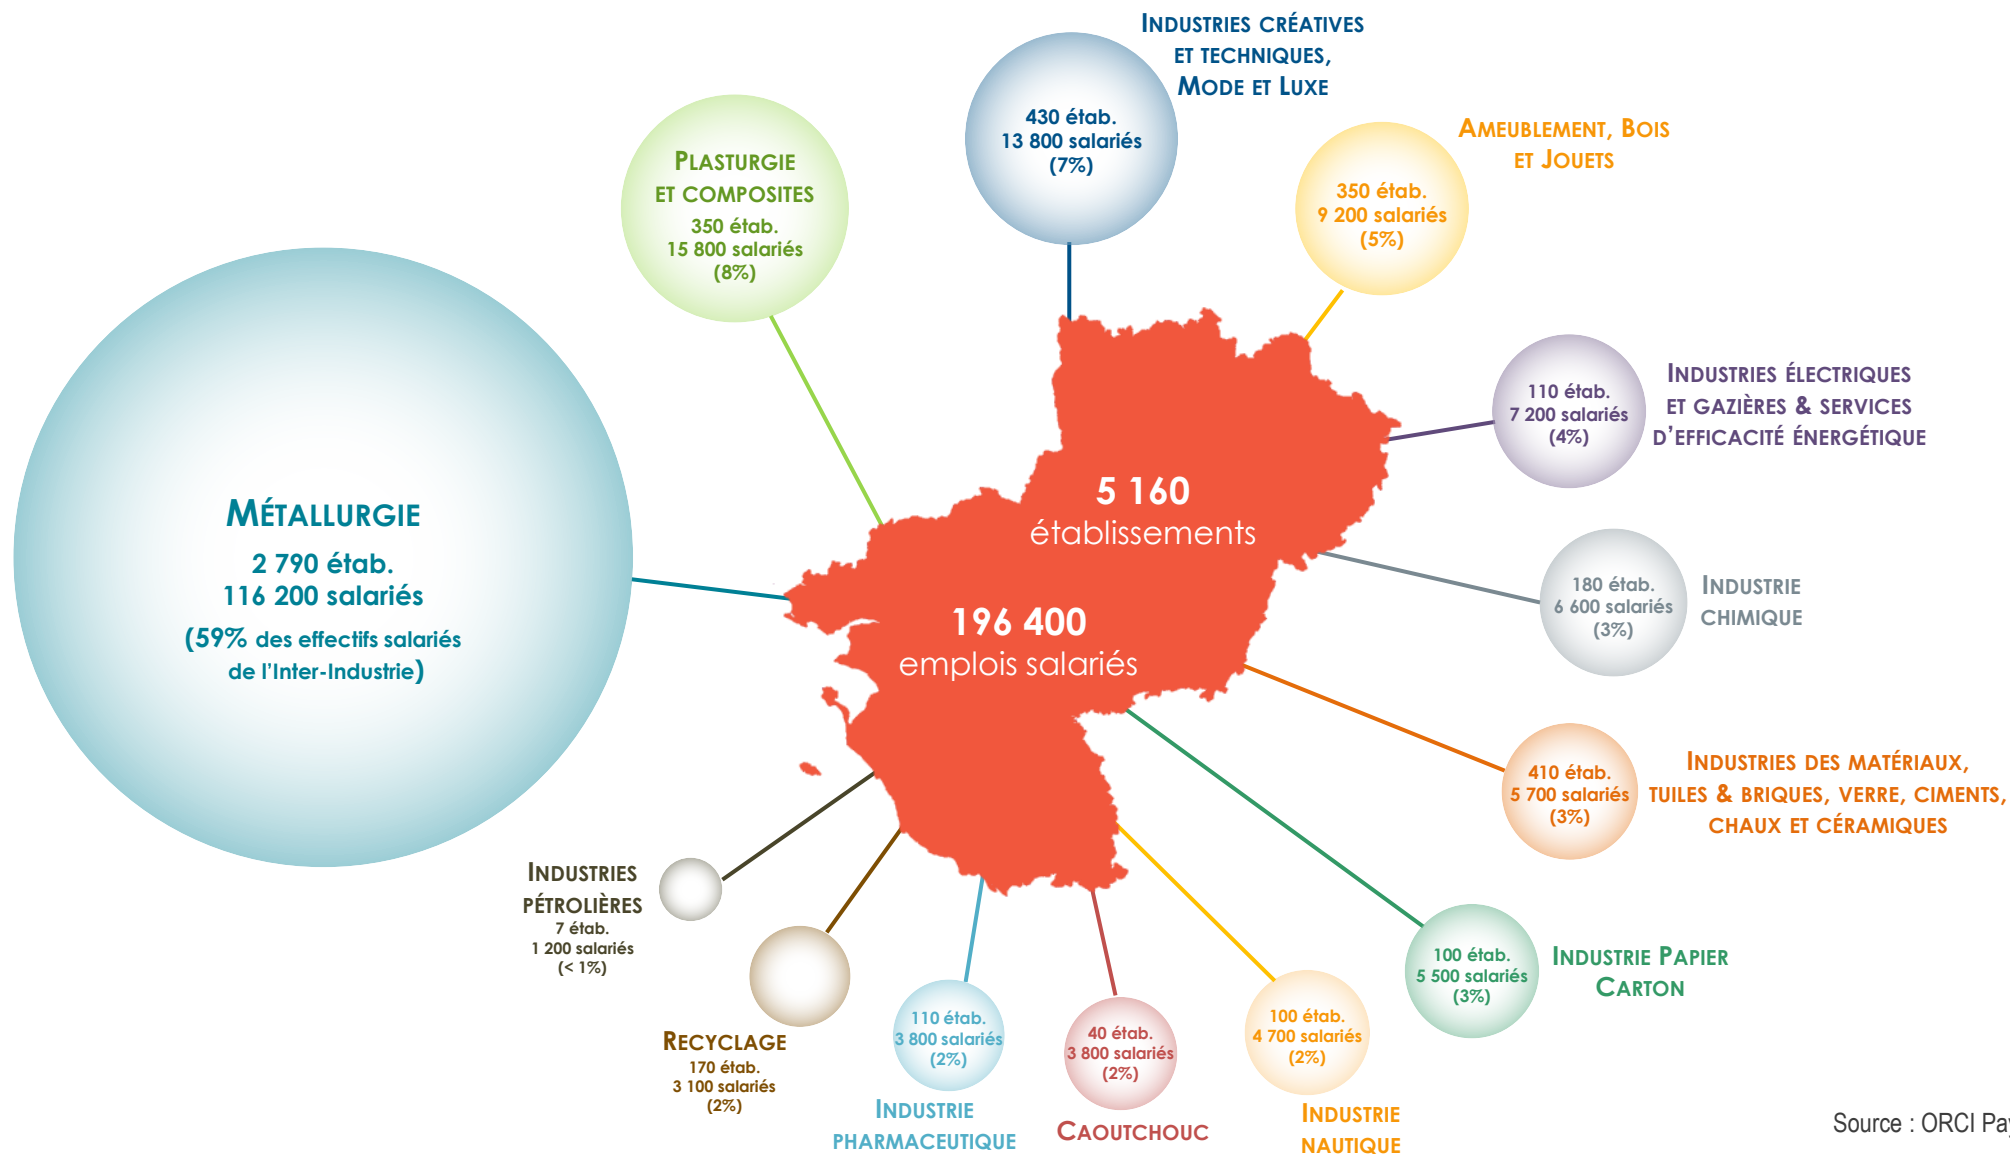 INDUSTRIES CRÉATIVES
ET TECHNIQUES,
MODE ET LUXE
430 étab.
13 800 salariés
(7%)
AMEUBLEMENT, BOIS
ET JOUETS
350 étab.
9 200 salariés
(5%)
PLASTURGIE
ET COMPOSITES
350 étab.
15 800 salariés
(8%)
INDUSTRIES ÉLECTRIQUES
ET GAZIÈRES & SERVICES
D'EFFICACITÉ ÉNERGÉTIQUE
110 étab.
7 200 salariés
(4%)
MÉTALLURGIE
2 790 étab.
116 200 salariés
(59% des effectifs salariés
de l'Inter-Industrie)
5 160
établissements
196 400
emplois salariés
180 étab.
6 600 salariés
(3%)
INDUSTRIE
CHIMIQUE
410 étab.
5 700 salariés
(3%)
INDUSTRIES DES MATÉRIAUX,
TUILES & BRIQUES, VERRE, CIMENTS,
CHAUX ET CÉRAMIQUES
INDUSTRIES
PÉTROLIÈRES
7 étab.
1 200 salariés
(< 1%)
100 étab.
5 500 salariés
(3%)
INDUSTRIE PAPIER
CARTON
RECYCLAGE
170 étab.
3 100 salariés
(2%)
110 étab.
3 800 salariés
(2%)
INDUSTRIE
PHARMACEUTIQUE
40 étab.
3 800 salariés
(2%)
CAOUTCHOUC
100 étab.
4 700 salariés
(2%)
INDUSTRIE
NAUTIQUE
Source : ORCI